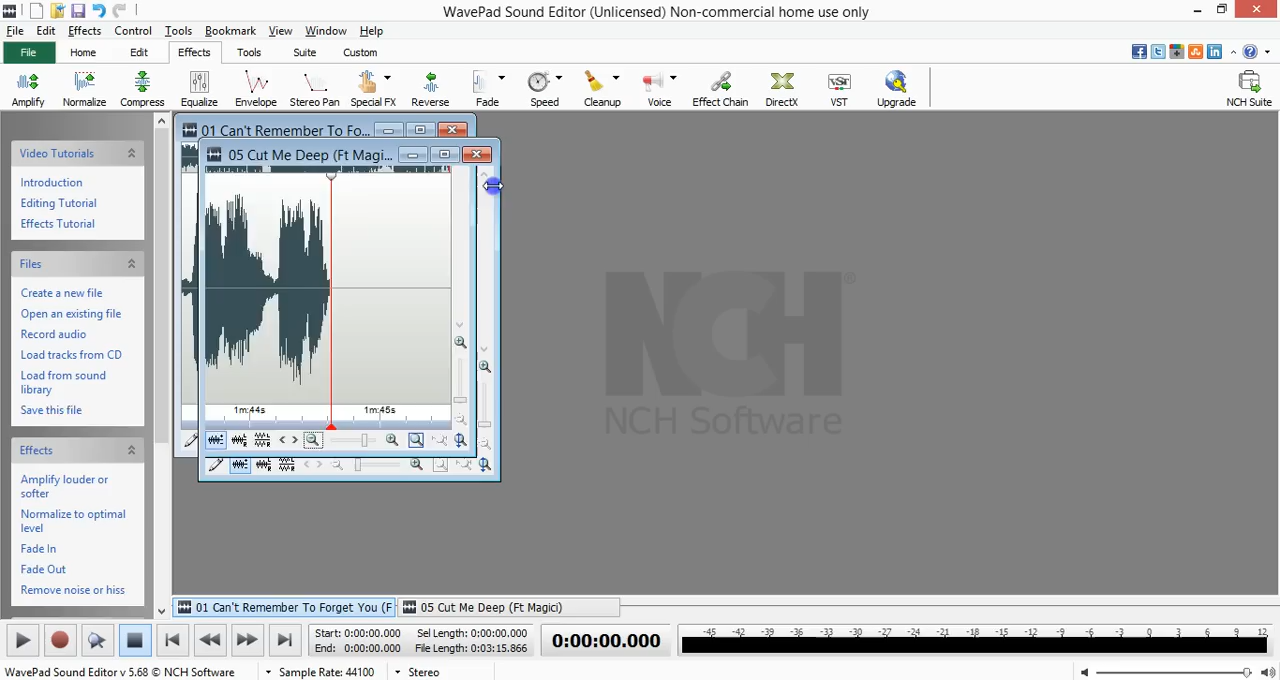 WavePad Sound Editor (Unlicensed) Non-commercial home use only
File Edit Effects Control Tools Bookmark View Window Help
File Home Edit Effects Tools Suite Custom
Amplify Normalize Compress Equalize Envelope Stereo Pan Special FX Reverse Fade Speed Cleanup Voice Effect Chain DirectX VST Upgrade NCH Suite
01 Can't Remember To Fo...
05 Cut Me Deep (Ft Magici...
Video Tutorials
Introduction
Editing Tutorial
Effects Tutorial
Files
Create a new file
Open an existing file
Record audio
Load tracks from CD
Load from sound
library
Save this file
Effects
Amplify louder or
softer
Normalize to optimal
level
Fade In
Fade Out
Remove noise or hiss
1m:44s 1m:45s
NCH®
NCH Software
01 Can't Remember To Forget You (F 05 Cut Me Deep (Ft Magici)
Start: 0:00:00.000 Sel Length: 0:00:00.000
End: 0:00:00.000 File Length: 0:03:15.866
0:00:00.000
-45 -42 -39 -36 -33 -30 -27 -24 -21 -18 -15 -12 -9 -6 -3 0 3 6 9 12
WavePad Sound Editor v 5.68 © NCH Software Sample Rate: 44100 Stereo